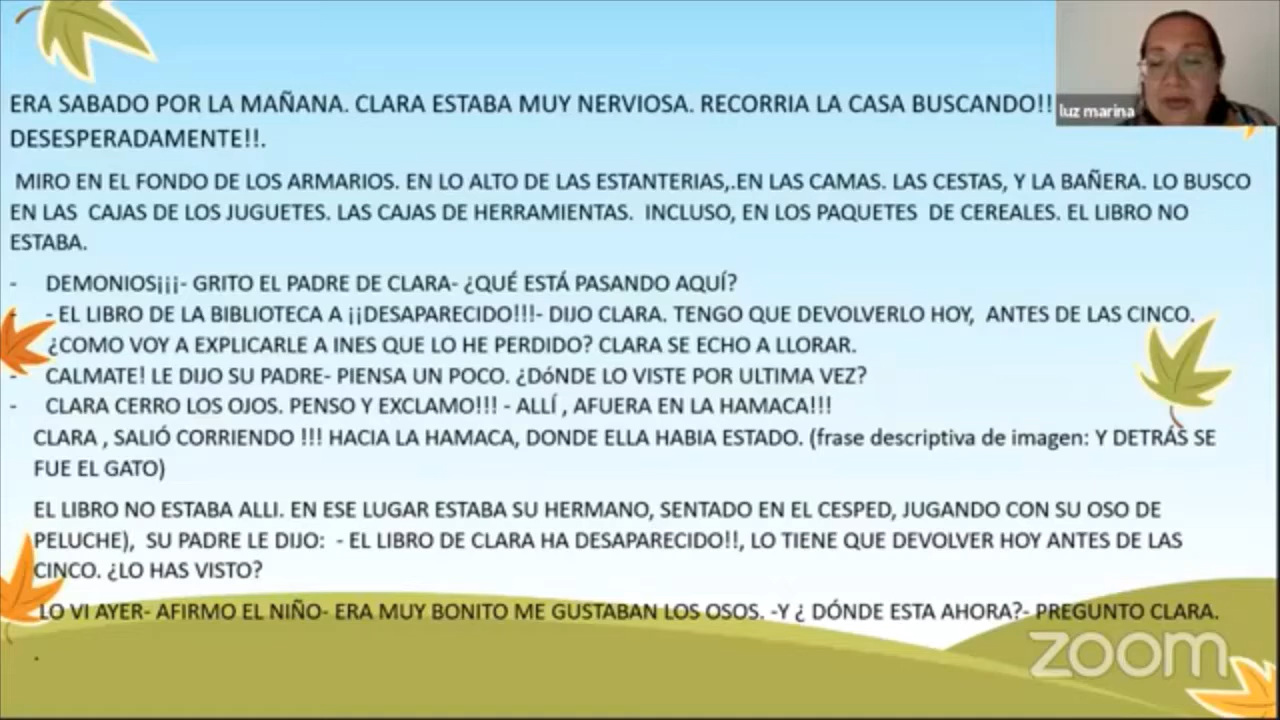 ERA SABADO POR LA MAÑANA. CLARA ESTABA MUY NERVIOSA. RECORRIA LA CASA BUSCANDO!!
DESESPERADAMENTE!!.
luz marina
MIRO EN EL FONDO DE LOS ARMARIOS. EN LO ALTO DE LAS ESTANTERIAS,.EN LAS CAMAS. LAS CESTAS, Y LA BAÑERA. LO BUSCO
EN LAS CAJAS DE LOS JUGUETES. LAS CAJAS DE HERRAMIENTAS. INCLUSO, EN LOS PAQUETES DE CEREALES. EL LIBRO NO
ESTABA.
- DEMONIOS¡¡¡- GRITO EL PADRE DE CLARA- ¿QUÉ ESTÁ PASANDO AQUÍ?
- - EL LIBRO DE LA BIBLIOTECA A ¡¡DESAPARECIDO!!!- DIJO CLARA. TENGO QUE DEVOLVERLO HOY, ANTES DE LAS CINCO.
¿COMO VOY A EXPLICARLE A INES QUE LO HE PERDIDO? CLARA SE ECHO A LLORAR.
- CALMATE! LE DIJO SU PADRE- PIENSA UN POCO. ¿DóNDE LO VISTE POR ULTIMA VEZ?
- CLARA CERRO LOS OJOS. PENSO Y EXCLAMO!!! - ALLÍ , AFUERA EN LA HAMACA!!!
CLARA , SALIÓ CORRIENDO !!! HACIA LA HAMACA, DONDE ELLA HABIA ESTADO. (frase descriptiva de imagen: Y DETRÁS SE
FUE EL GATO)
EL LIBRO NO ESTABA ALLI. EN ESE LUGAR ESTABA SU HERMANO, SENTADO EN EL CESPED, JUGANDO CON SU OSO DE
PELUCHE), SU PADRE LE DIJO: - EL LIBRO DE CLARA HA DESAPARECIDO!!, LO TIENE QUE DEVOLVER HOY ANTES DE LAS
CINCO. ¿LO HAS VISTO?
LO VI AYER- AFIRMO EL NIÑO- ERA MUY BONITO ME GUSTABAN LOS OSOS. -Y ¿ DÓNDE ESTA AHORA?- PREGUNTO CLARA.
.
zoom